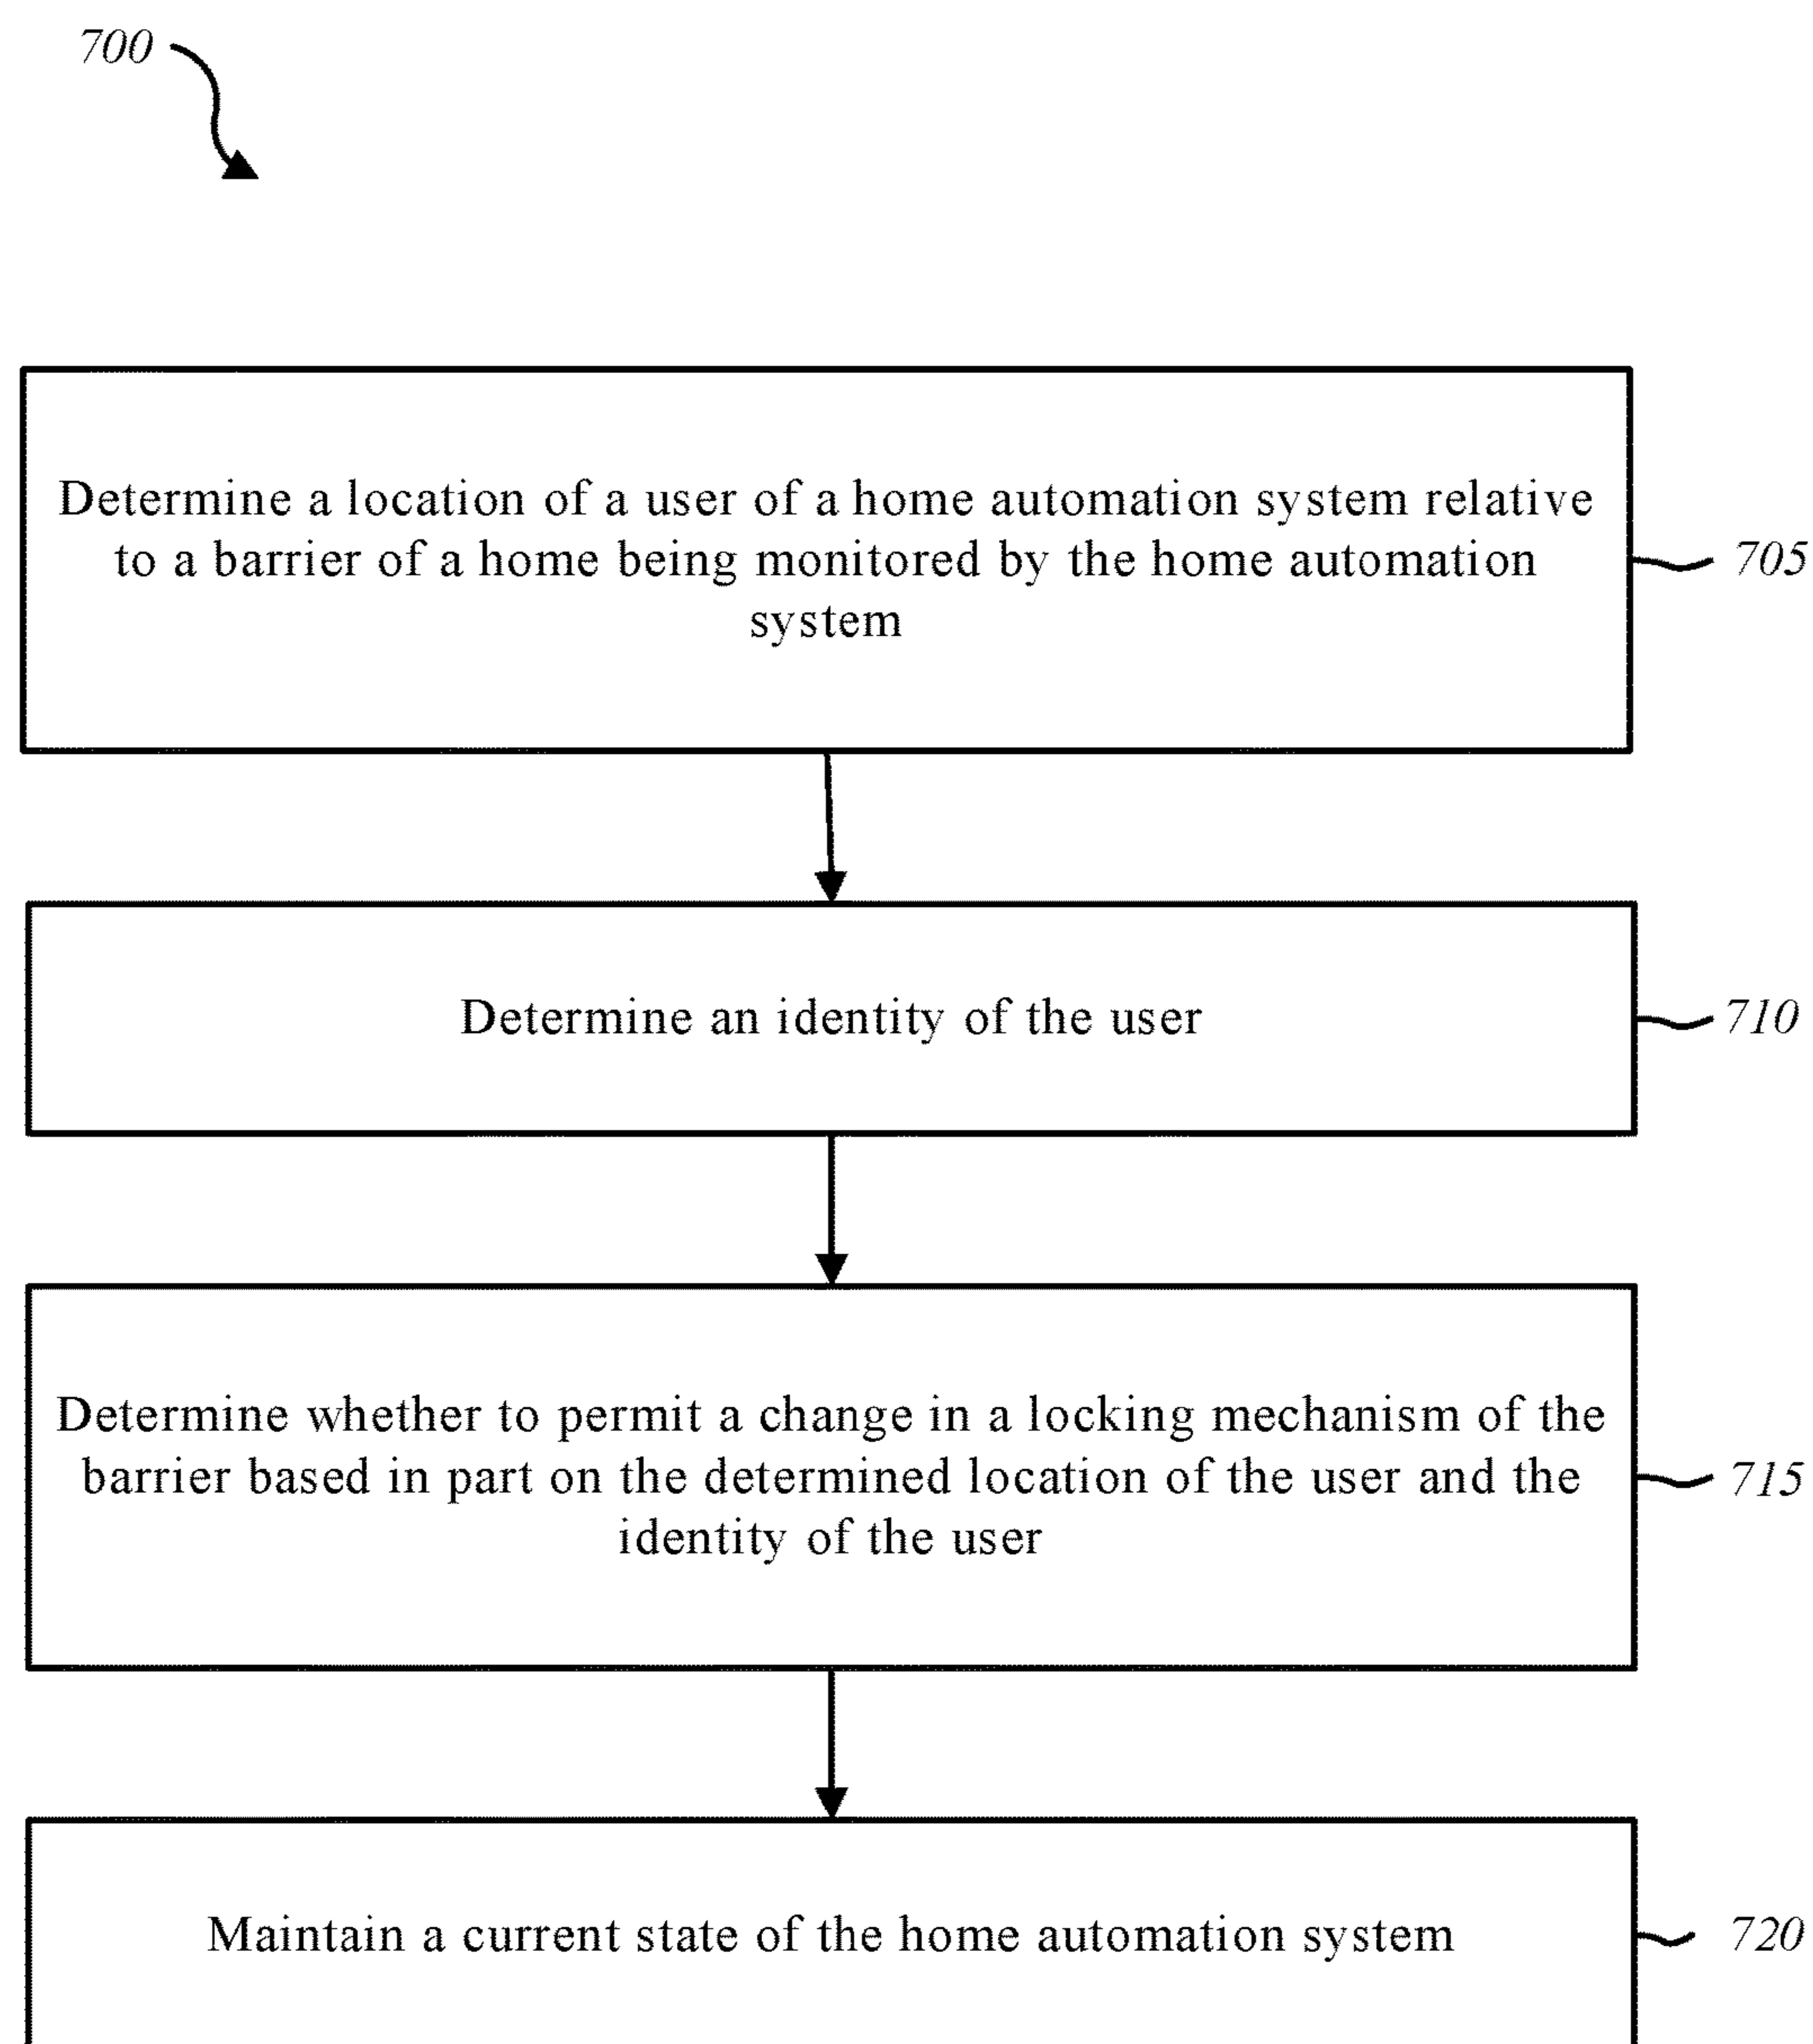 700
Determine a location of a user of a home automation system relative
to a barrier of a home being monitored by the home automation
system
705
Determine an identity of the user
710
Determine whether to permit a change in a locking mechanism of the
barrier based in part on the determined location of the user and the
identity of the user
715
Maintain a current state of the home automation system
720